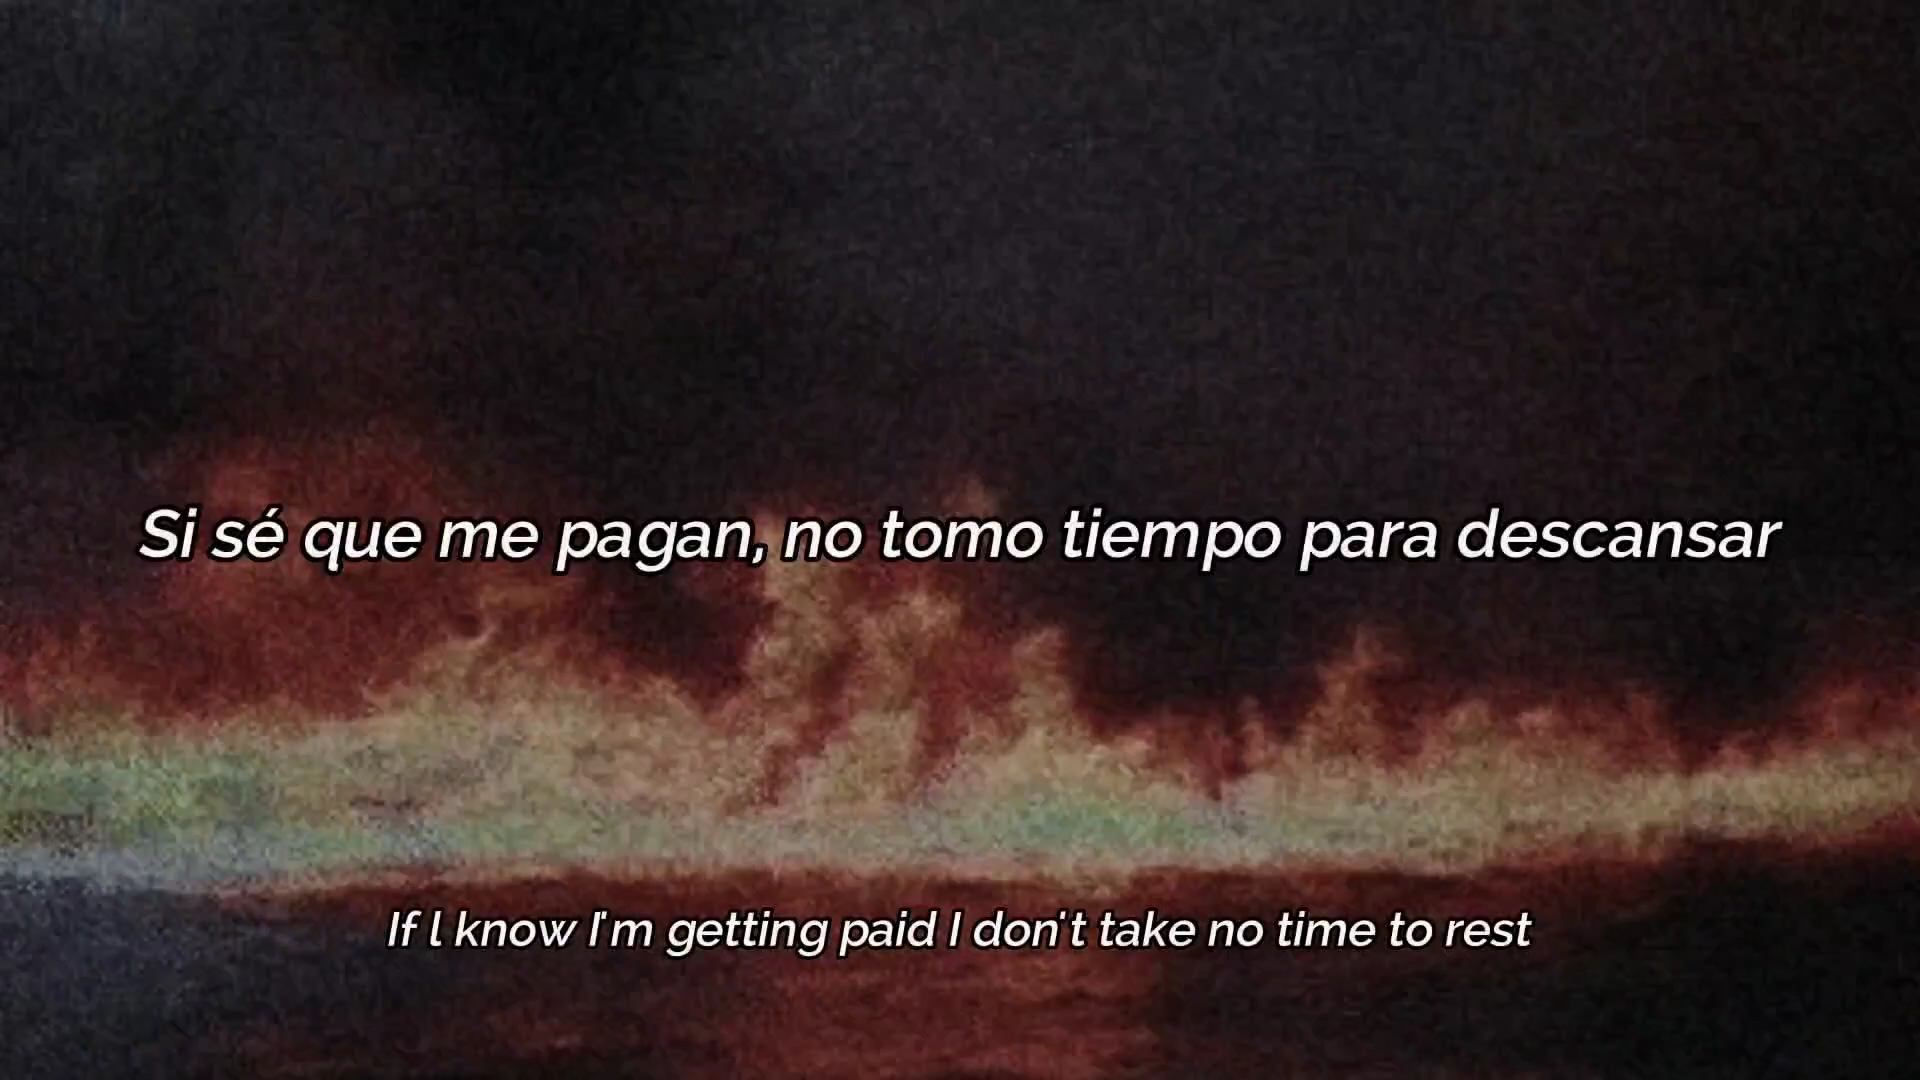 Si sé que me pagan, no tomo tiempo para descansar
If l know I'm getting paid I don't take no time to rest